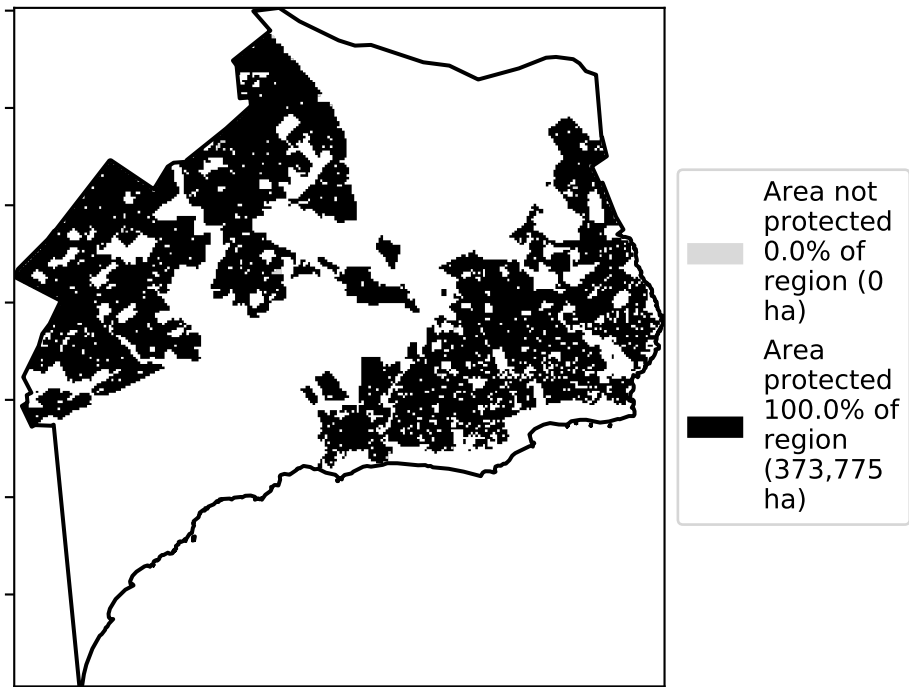 Area not
protected
0.0% of
region (0
ha)
Area
protected
100.0% of
region
(373,775
ha)